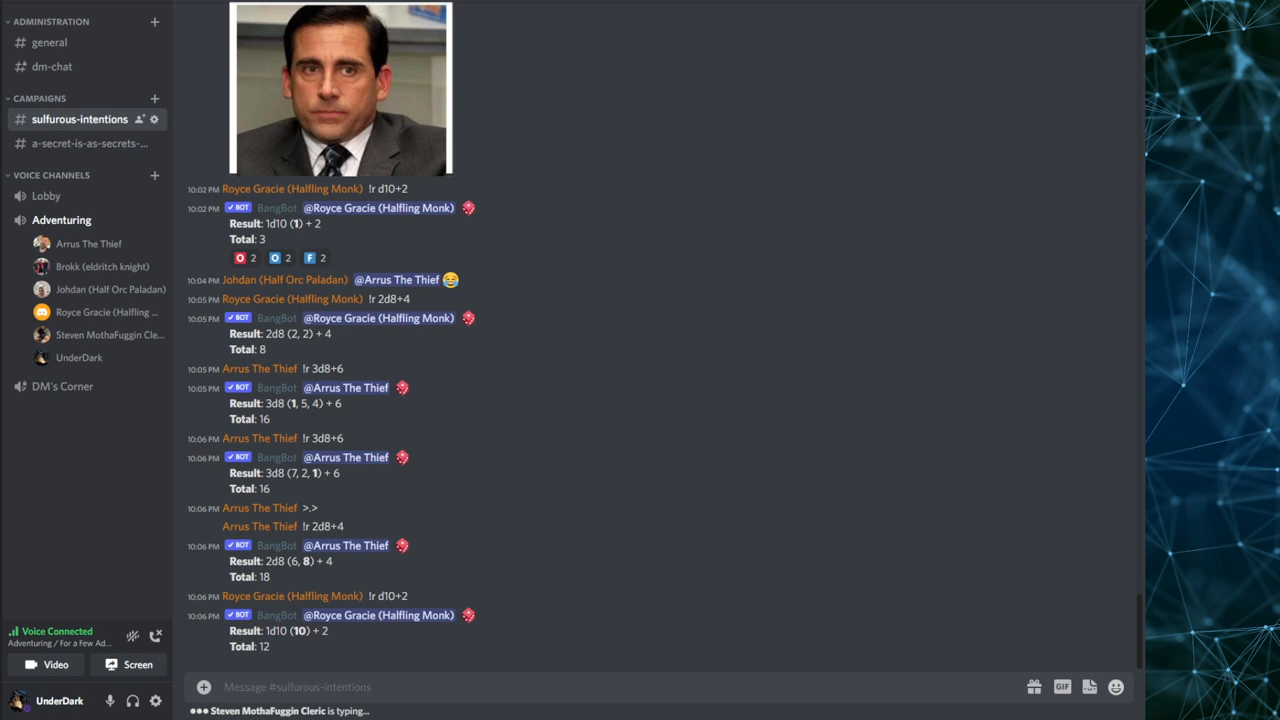 ADMINISTRATION
general
dm-chat
CAMPAIGNS
sulfurous-intentions
a-secret-is-as-secrets-...
VOICE CHANNELS
Lobby
Adventuring
Arrus The Thief
Brokk (eldritch knight)
Johdan (Half Orc Paladan)
Royce Gracie (Halfling ...
Steven MothaFuggin Cle...
UnderDark
DM's Corner
Voice Connected
Adventuring / For a Few Ad...
Video
Screen
UnderDark
10:02 PM Royce Gracie (Halfling Monk) !r d10+2
10:02 PM ✓ BOT BangBot @Royce Gracie (Halfling Monk)
Result: 1d10 (1) + 2
Total: 3
O 2 O 2 F 2
10:04 PM Johdan (Half Orc Paladan) @Arrus The Thief 😂
10:05 PM Royce Gracie (Halfling Monk) !r 2d8+4
10:05 PM ✓ BOT BangBot @Royce Gracie (Halfling Monk)
Result: 2d8 (2, 2) + 4
Total: 8
10:05 PM Arrus The Thief !r 3d8+6
10:05 PM ✓ BOT BangBot @Arrus The Thief
Result: 3d8 (1, 5, 4) + 6
Total: 16
10:06 PM Arrus The Thief !r 3d8+6
10:06 PM ✓ BOT BangBot @Arrus The Thief
Result: 3d8 (7, 2, 1) + 6
Total: 16
10:06 PM Arrus The Thief >.>
Arrus The Thief !r 2d8+4
10:06 PM ✓ BOT BangBot @Arrus The Thief
Result: 2d8 (6, 8) + 4
Total: 18
10:06 PM Royce Gracie (Halfling Monk) !r d10+2
10:06 PM ✓ BOT BangBot @Royce Gracie (Halfling Monk)
Result: 1d10 (10) + 2
Total: 12
Message #sulfurous-intentions
GIF
Steven MothaFuggin Cleric is typing...